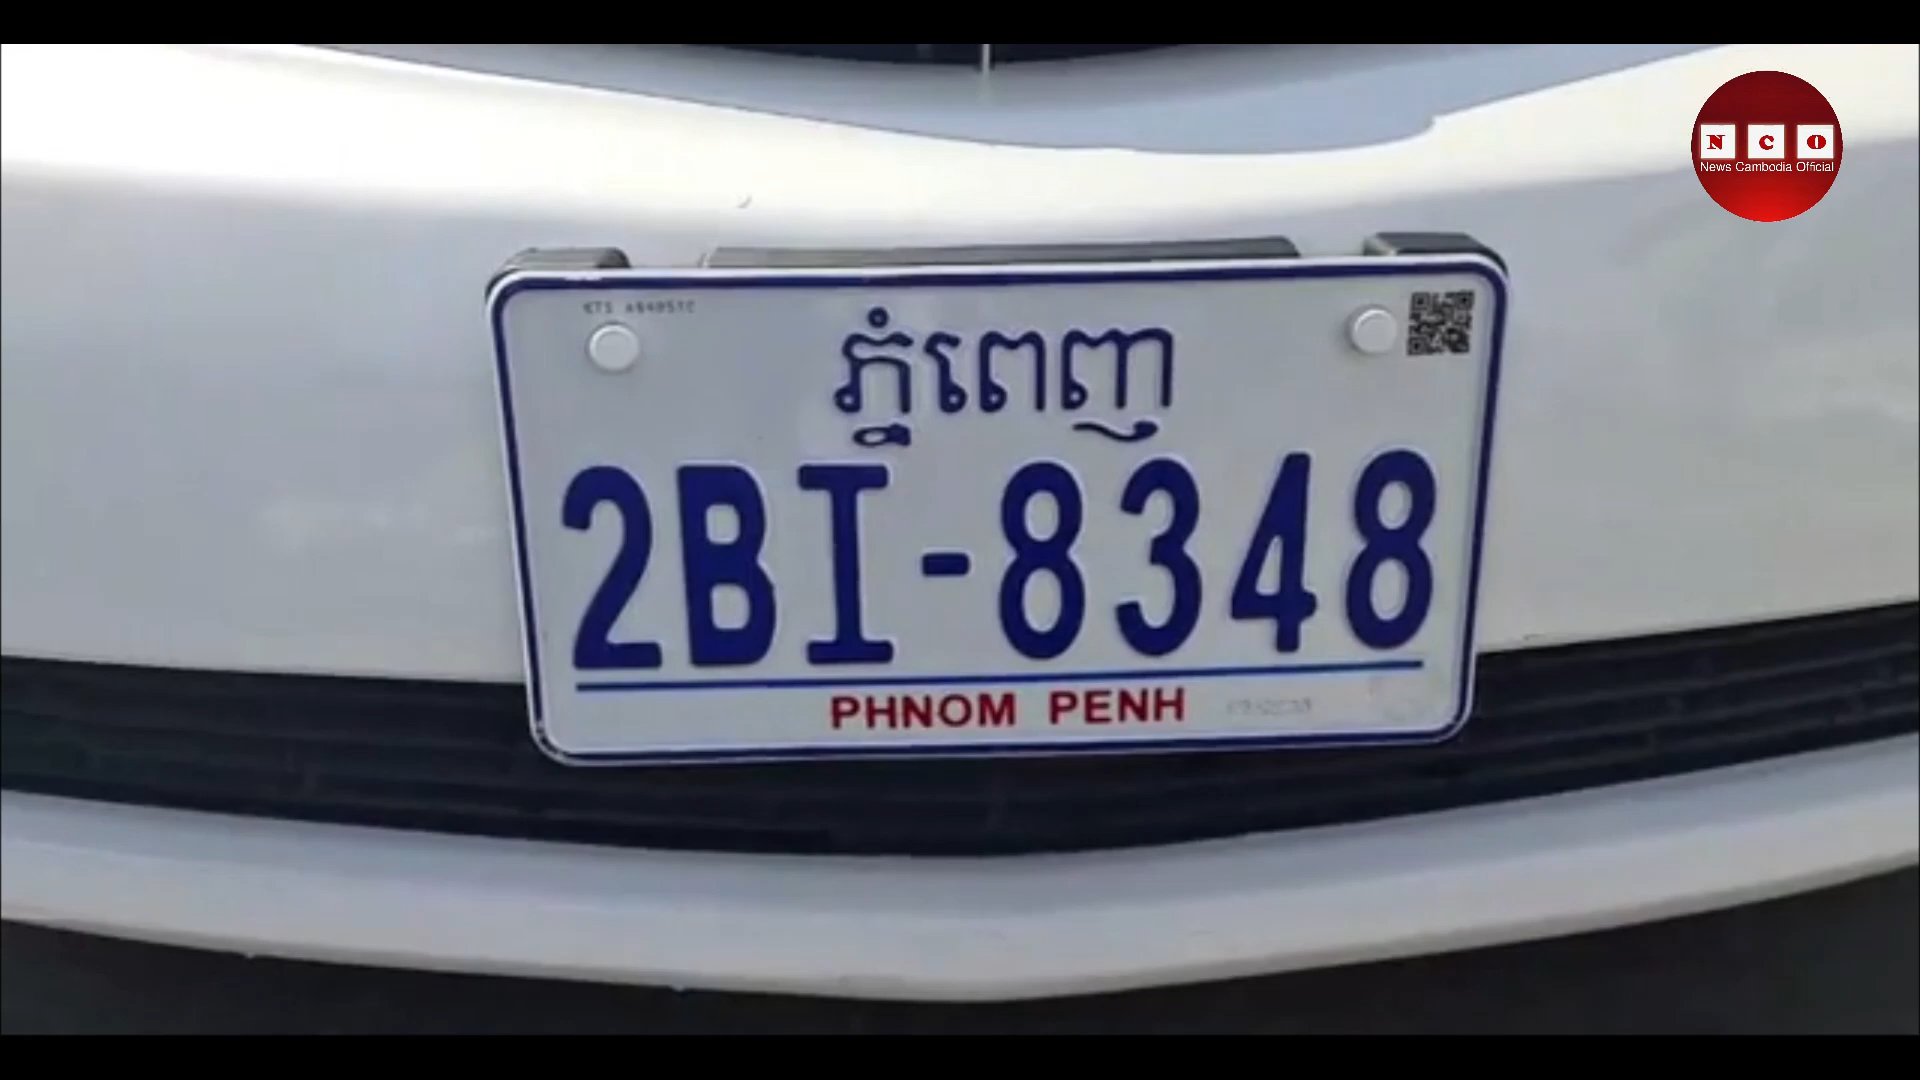 N C O
News Cambodia Official
ភ្នំពេញ
2BI-8348
PHNOM PENH